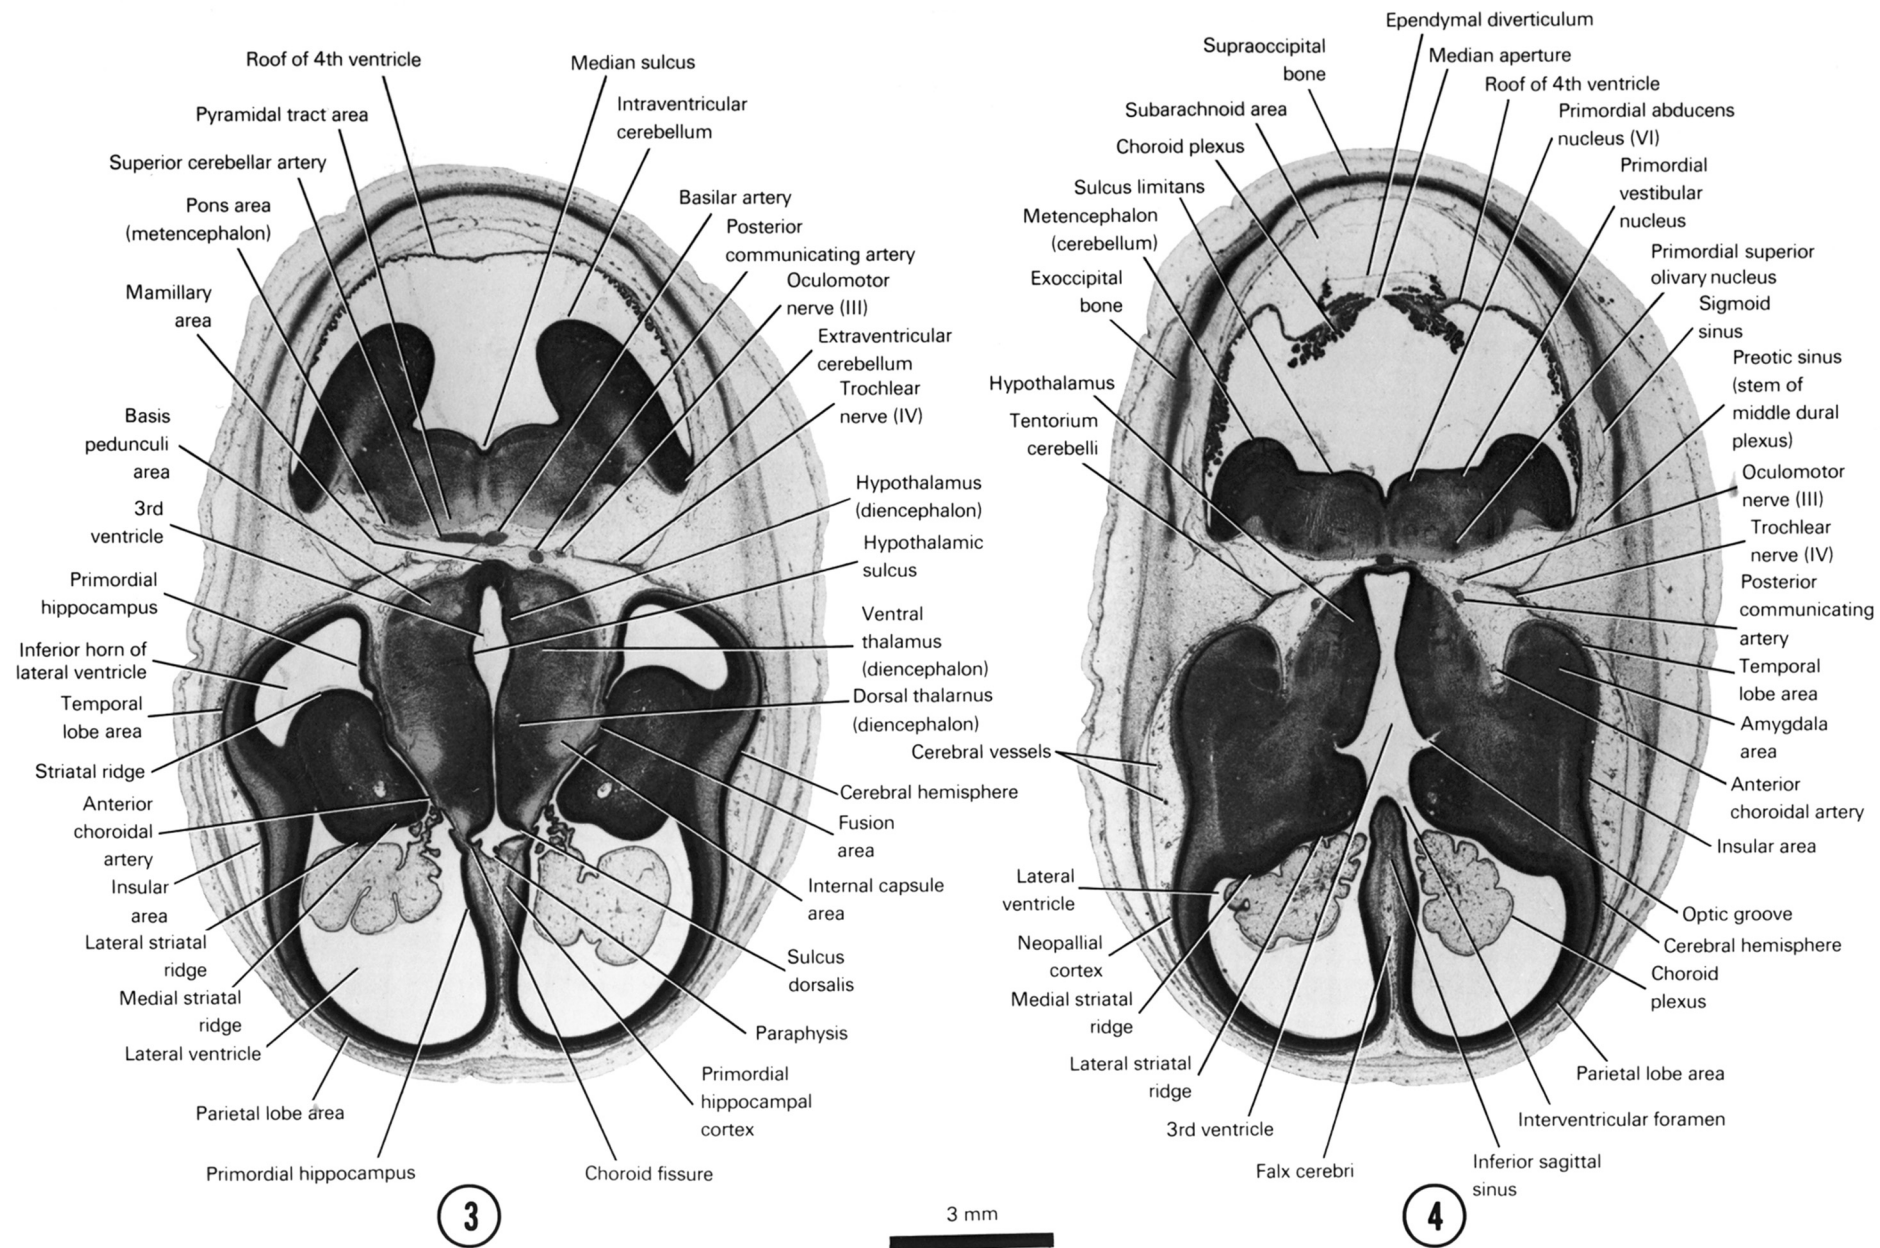 Roof of 4th ventricle
Pyramidal tract area
Superior cerebellar artery
Pons area
(metencephalon)
Mamillary
area
Basis
pedunculi
area
3rd
ventricle
Primordial
hippocampus
Inferior horn of
lateral ventricle
Temporal
lobe area
Striatal ridge
Anterior
choroidal
artery
Insular
area
Lateral striatal
ridge
Medial striatal
ridge
Lateral ventricle
Parietal lobe area
Primordial hippocampus
Median sulcus
Intraventricular
cerebellum
Basilar artery
Posterior
communicating artery
Oculomotor
nerve (III)
Extraventricular
cerebellum
Trochlear
nerve (IV)
Hypothalamus
(diencephalon)
Hypothalamic
sulcus
Ventral
thalamus
(diencephalon)
Dorsal thalarnus
(diencephalon)
Cerebral hemisphere
Fusion
area
Internal capsule
area
Sulcus
dorsalis
Paraphysis
Primordial
hippocampal
cortex
Choroid fissure
3
3 mm
Supraoccipital
bone
Subarachnoid area
Choroid plexus
Sulcus limitans
Metencephalon
(cerebellum)
Exoccipital
bone
Hypothalamus
Tentorium
cerebelli
Cerebral vessels
Lateral
ventricle
Neopallial
cortex
Medial striatal
ridge
Lateral striatal
ridge
3rd ventricle
Falx cerebri
Ependymal diverticulum
Median aperture
Roof of 4th ventricle
Primordial abducens
nucleus (VI)
Primordial
vestibular
nucleus
Primordial superior
olivary nucleus
Sigmoid
sinus
Preotic sinus
(stem of
middle dural
plexus)
Oculomotor
nerve (III)
Trochlear
nerve (IV)
Posterior
communicating
artery
Temporal
lobe area
Amygdala
area
Anterior
choroidal artery
Insular area
Optic groove
Cerebral hemisphere
Choroid
plexus
Parietal lobe area
Interventricular foramen
Inferior sagittal
sinus
4